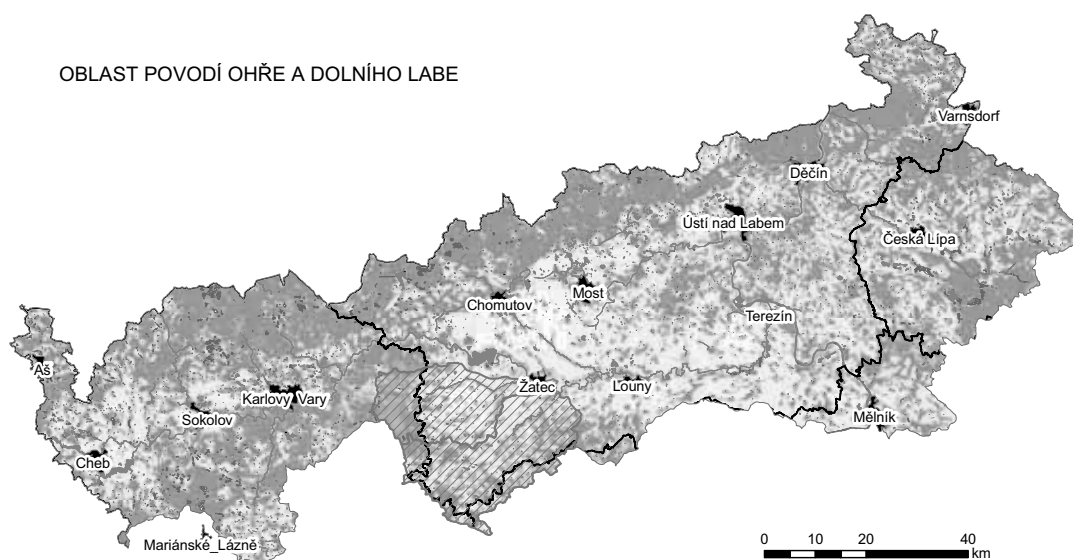 OBLAST POVODÍ OHŘE A DOLNÍHO LABE
Varnsdorf
Děčín
Ústí nad Labem
Česká Lípa
Most
Chomutov
Terezín
Aš
Žatec
Louny
Karlovy Vary
Sokolov
Mělník
Cheb
Mariánské_Lázně
0 10 20 40
km